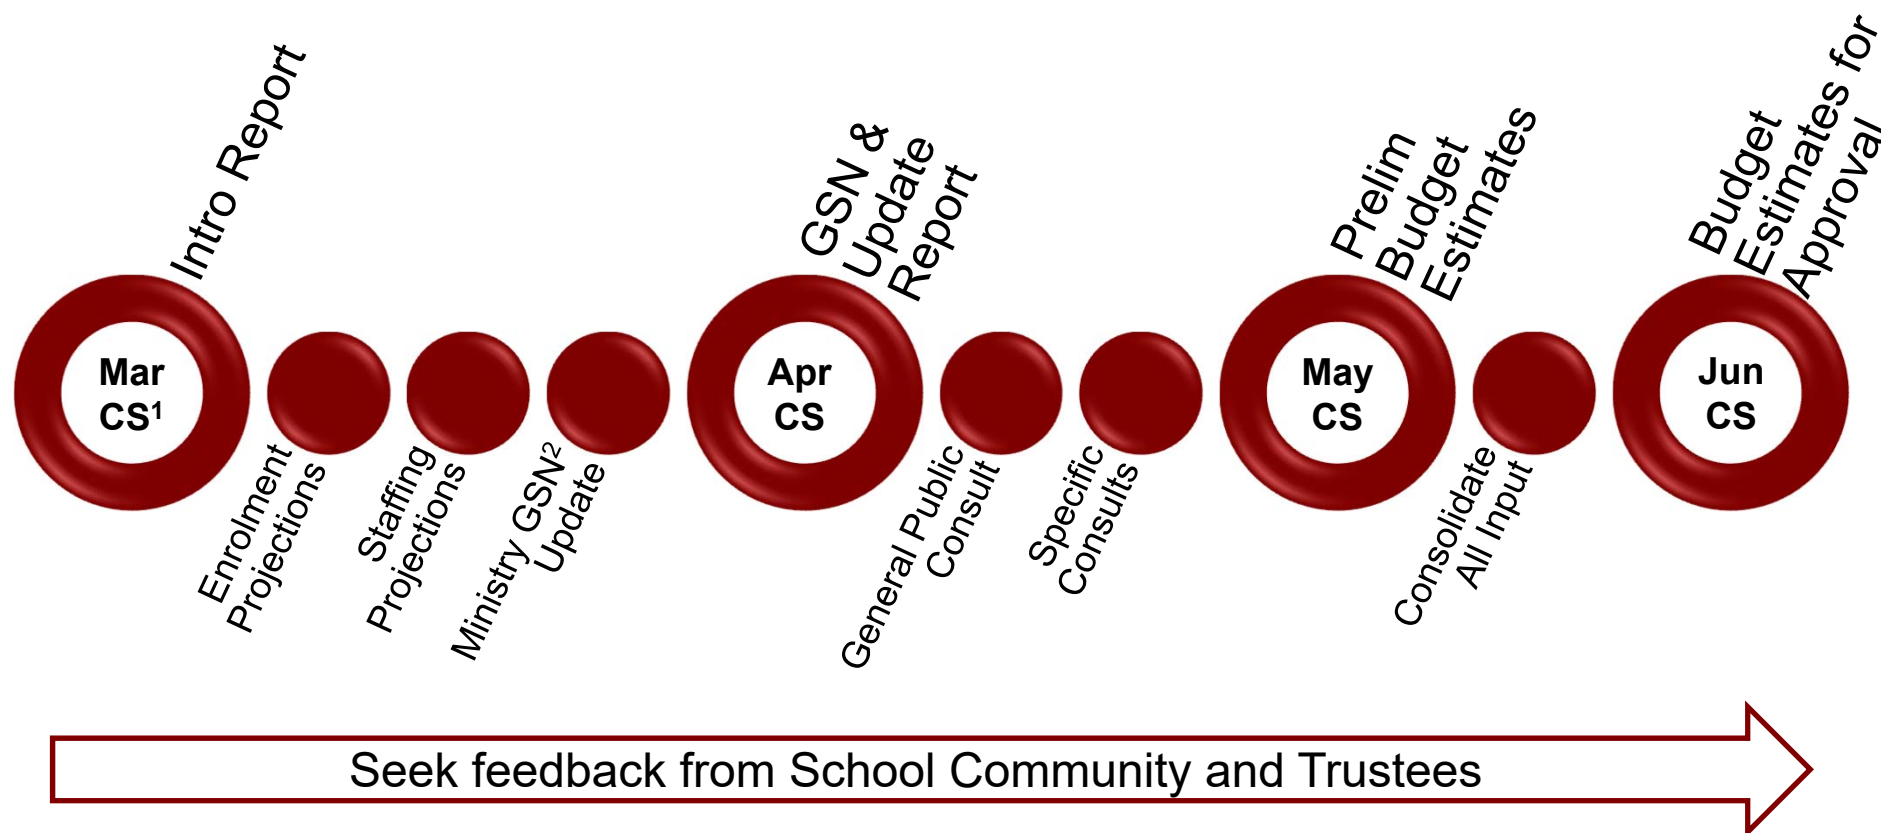 Intro Report
Mar
CS¹
Enrolment
Projections
Staffing
Projections
Ministry GSN²
Update
GSN &
Update
Report
Apr
CS
General Public
Consult
Specific
Consults
Prelim
Budget
Estimates
May
CS
Consolidate
All Input
Budget
Estimates for
Approval
Jun
CS
Seek feedback from School Community and Trustees